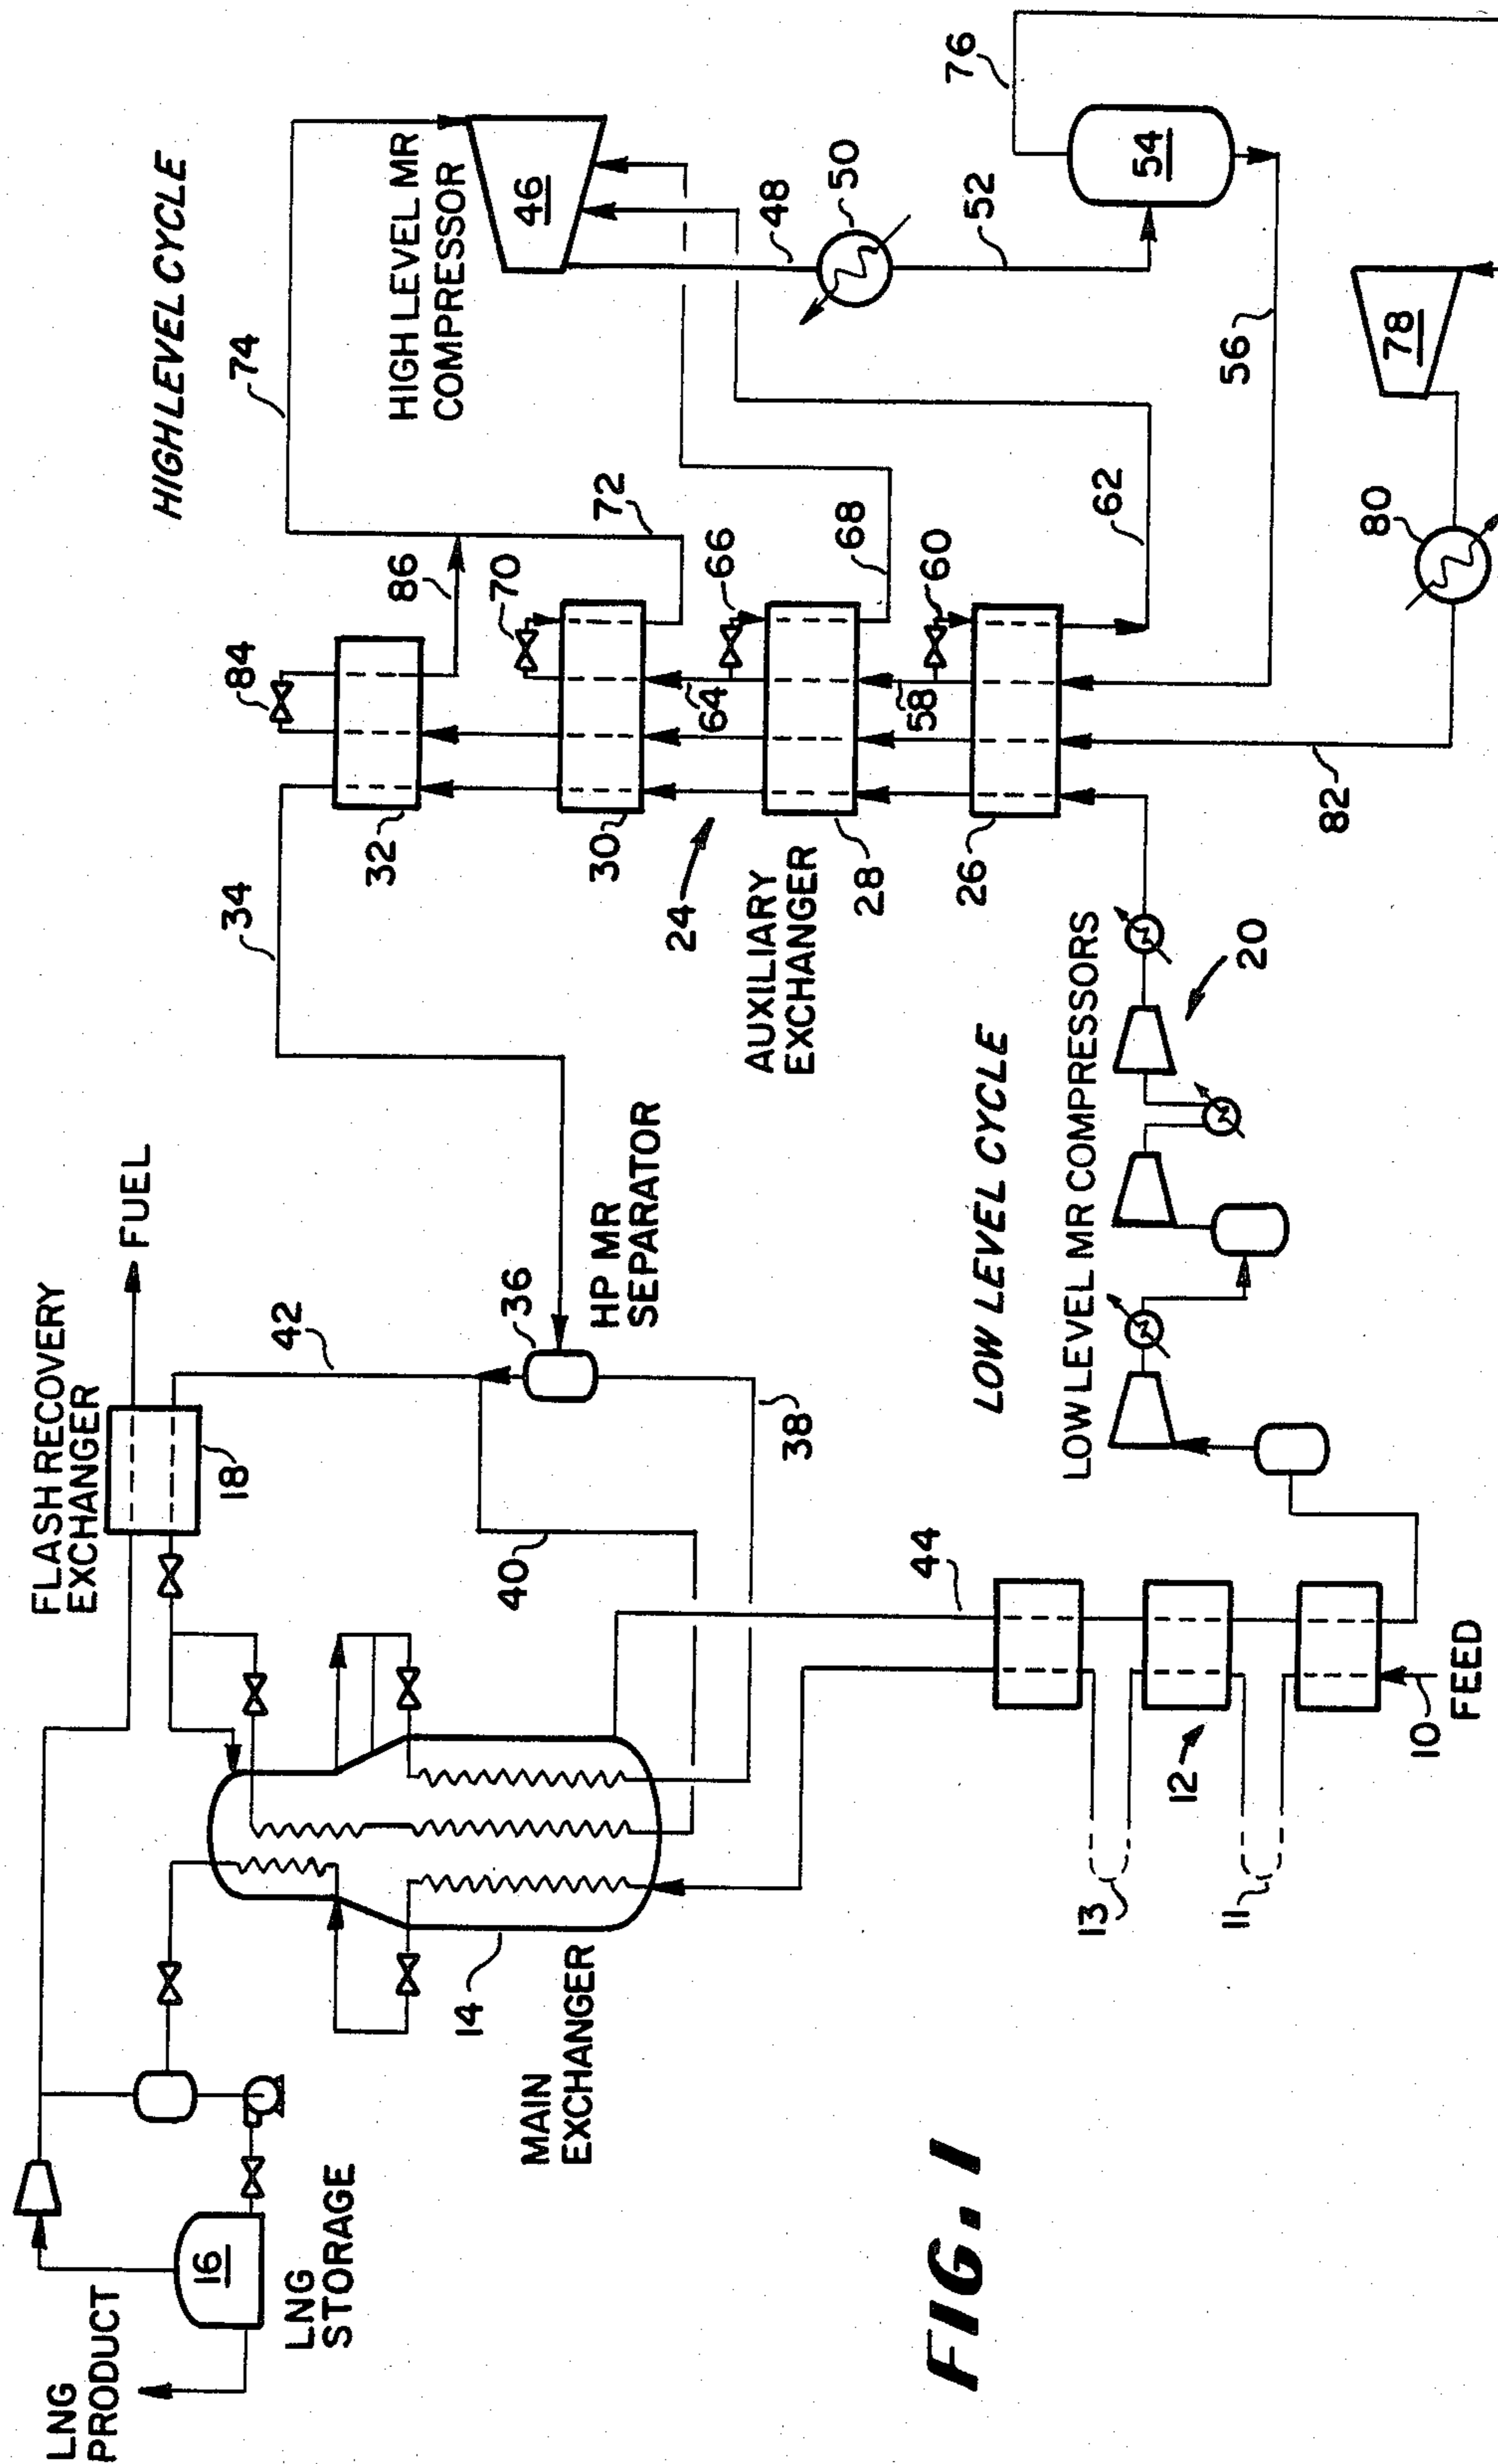 HIGH LEVEL CYCLE
74
HIGH LEVEL MR
COMPRESSOR
46
48
50
52
76
54
56
78
80
82
62
60
68
66
72
70
86
84
64
58
32
30
28
26
24
AUXILIARY
EXCHANGER
34
LOW LEVEL CYCLE
LOW LEVEL MR COMPRESSORS
20
FUEL
FLASH RECOVERY
EXCHANGER
18
42
36
HP MR
SEPARATOR
38
40
44
12
13
11
10
FEED
14
MAIN
EXCHANGER
16
LNG
STORAGE
LNG
PRODUCT
FIG. 1